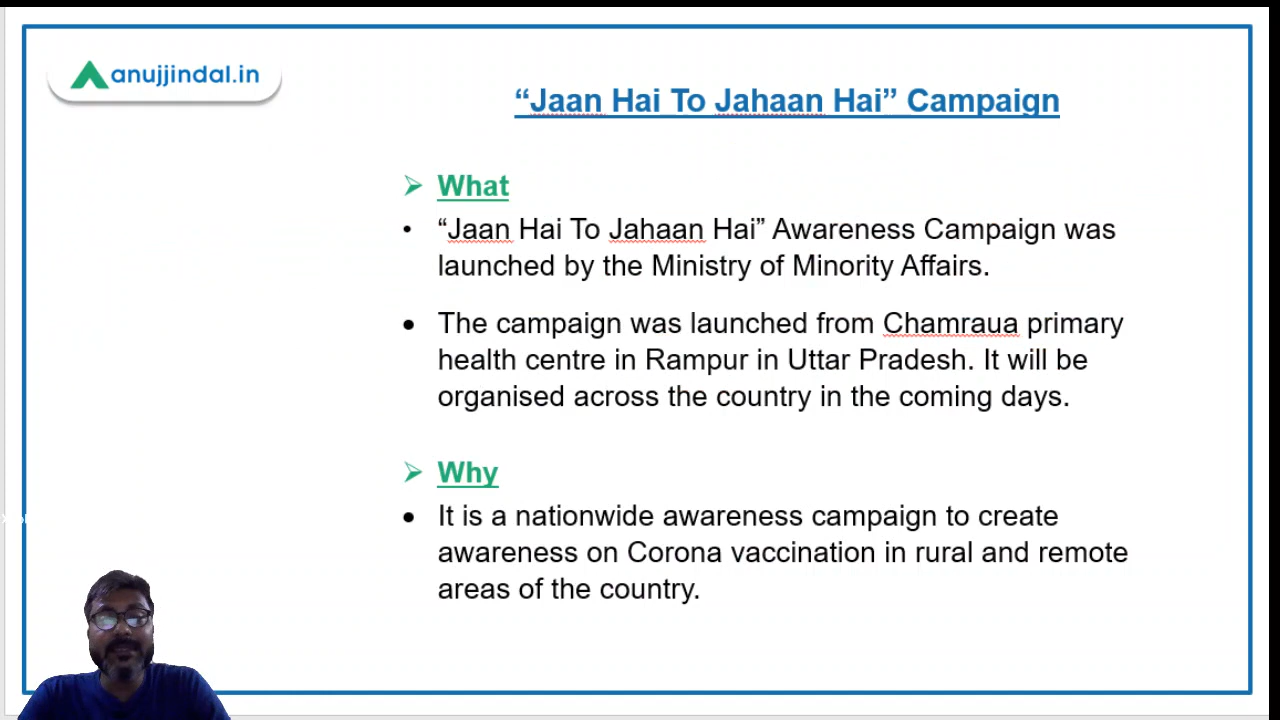 anujjindal.in
“Jaan Hai To Jahaan Hai” Campaign
➢ What
• “Jaan Hai To Jahaan Hai” Awareness Campaign was
launched by the Ministry of Minority Affairs.
• The campaign was launched from Chamraua primary
health centre in Rampur in Uttar Pradesh. It will be
organised across the country in the coming days.
➢ Why
• It is a nationwide awareness campaign to create
awareness on Corona vaccination in rural and remote
areas of the country.